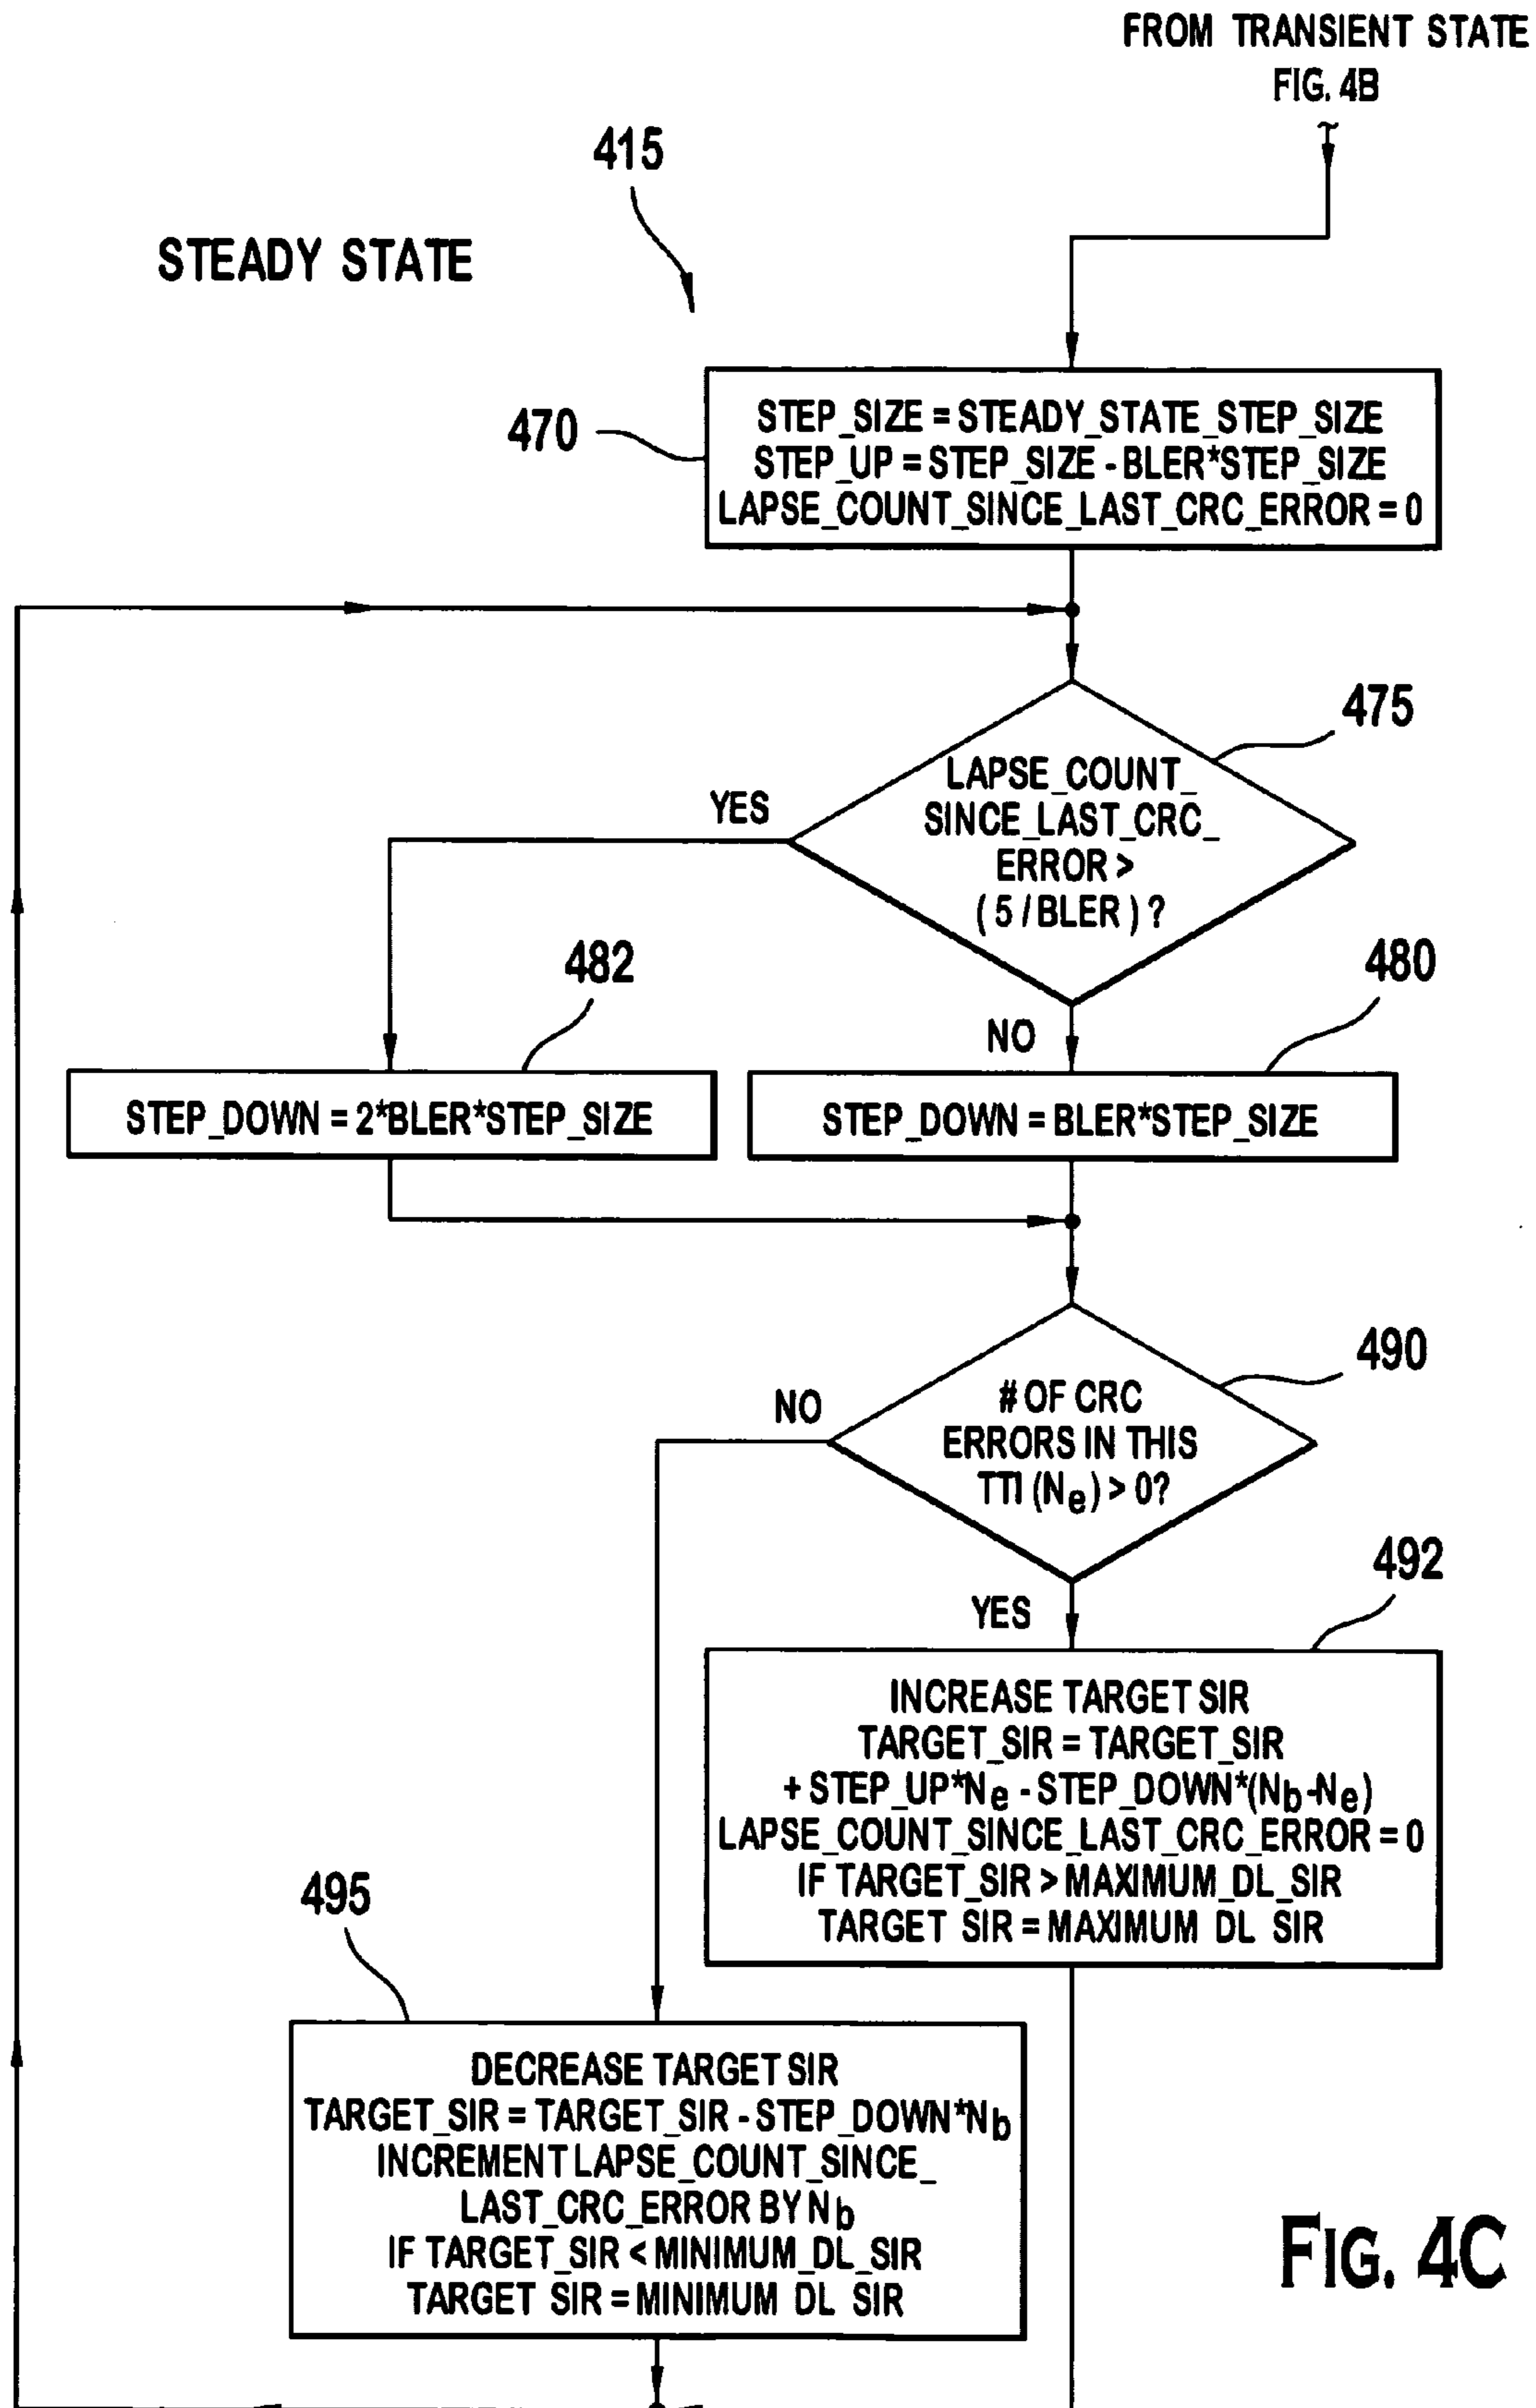 FROM TRANSIENT STATE
FIG. 4B
415
STEADY STATE
470
STEP_SIZE = STEADY_STATE_STEP_SIZE
STEP_UP = STEP_SIZE - BLER*STEP_SIZE
LAPSE_COUNT_SINCE_LAST_CRC_ERROR = 0
475
LAPSE_COUNT_
SINCE_LAST_CRC_
ERROR >
( 5 / BLER ) ?
YES
NO
482
480
STEP_DOWN = 2*BLER*STEP_SIZE
STEP_DOWN = BLER*STEP_SIZE
490
# OF CRC
ERRORS IN THIS
TTI (Ne) > 0?
NO
YES
492
INCREASE TARGET SIR
TARGET_SIR = TARGET_SIR
+ STEP_UP*Ne - STEP_DOWN*(Nb-Ne)
LAPSE_COUNT_SINCE_LAST_CRC_ERROR = 0
IF TARGET_SIR > MAXIMUM_DL_SIR
TARGET SIR = MAXIMUM DL SIR
495
DECREASE TARGET SIR
TARGET_SIR = TARGET_SIR - STEP_DOWN*Nb
INCREMENT LAPSE_COUNT_SINCE_
LAST_CRC_ERROR BY Nb
IF TARGET_SIR < MINIMUM_DL_SIR
TARGET SIR = MINIMUM DL SIR
FIG. 4C